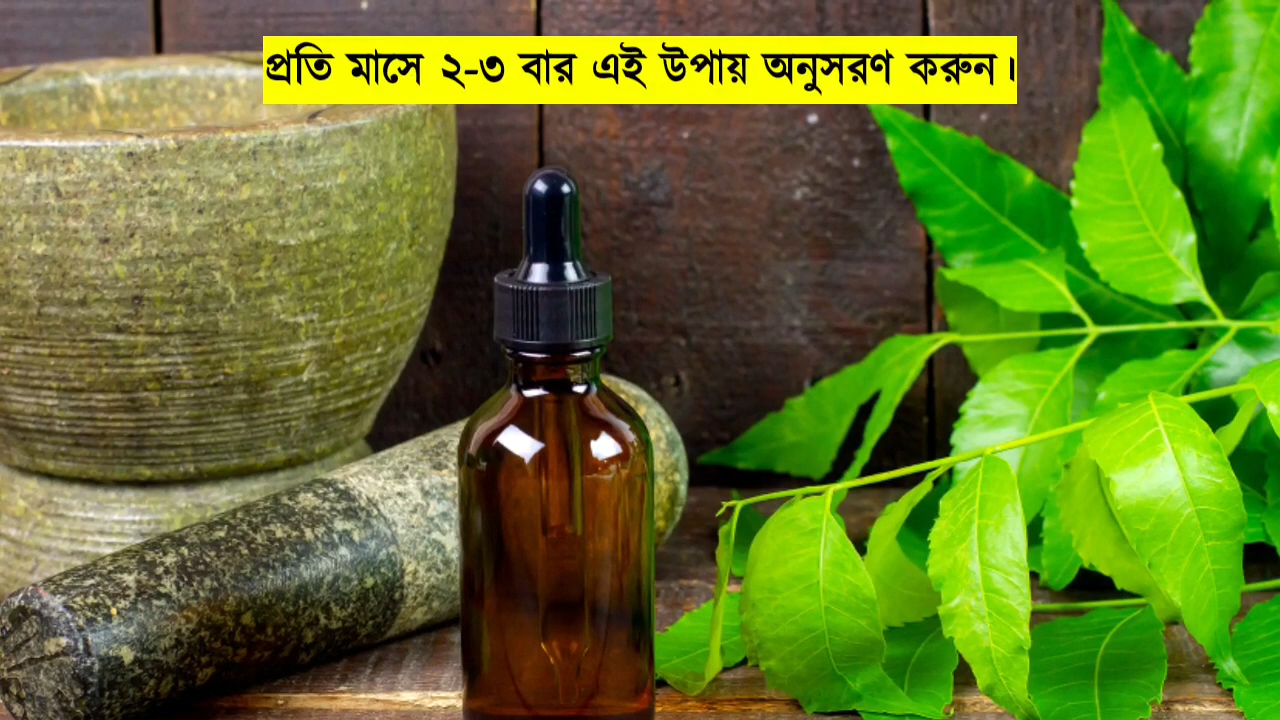 প্রতি মাসে ২-৩ বার এই উপায় অনুসরণ করুন।